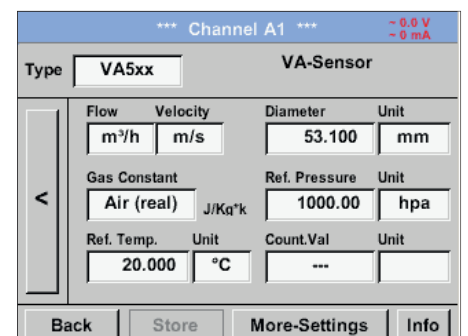 *** Channel A1 ***
~ 0.0 V
~ 0 mA
Type VA5xx VA-Sensor
Flow Velocity Diameter Unit
m³/h m/s 53.100 mm
Gas Constant Ref. Pressure Unit
< Air (real) J/Kg*k 1000.00 hpa
Ref. Temp. Unit Count.Val Unit
20.000 °C ---
Back Store More-Settings Info